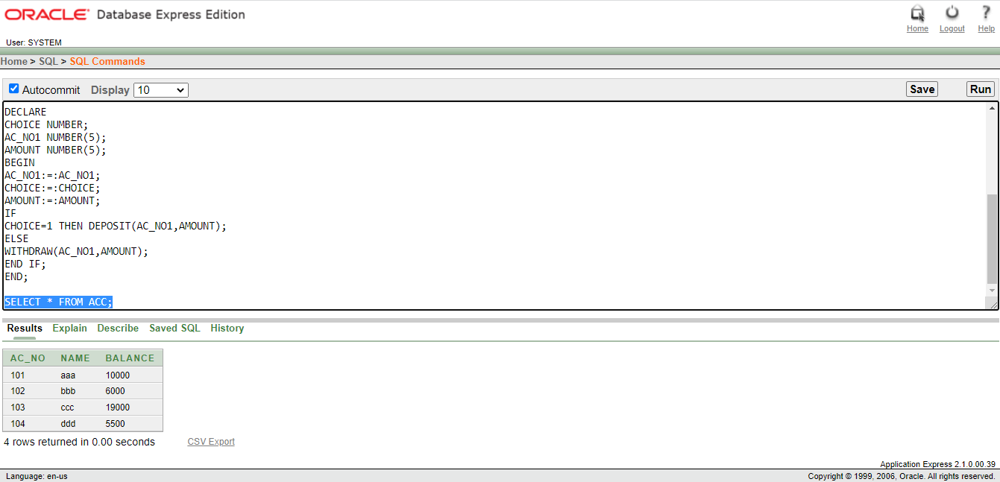 ORACLE Database Express Edition
Home Logout Help
User: SYSTEM
Home > SQL > SQL Commands
Autocommit Display 10 Save Run
DECLARE
CHOICE NUMBER;
AC_NO1 NUMBER(5);
AMOUNT NUMBER(5);
BEGIN
AC_NO1:=:AC_NO1;
CHOICE:=:CHOICE;
AMOUNT:=:AMOUNT;
IF
CHOICE=1 THEN DEPOSIT(AC_NO1,AMOUNT);
ELSE
WITHDRAW(AC_NO1,AMOUNT);
END IF;
END;
SELECT * FROM ACC;
Results Explain Describe Saved SQL History
AC_NO NAME BALANCE
101 aaa 10000
102 bbb 6000
103 ccc 19000
104 ddd 5500
4 rows returned in 0.00 seconds CSV Export
Application Express 2.1.0.00.39
Language: en-us Copyright © 1999, 2006, Oracle. All rights reserved.